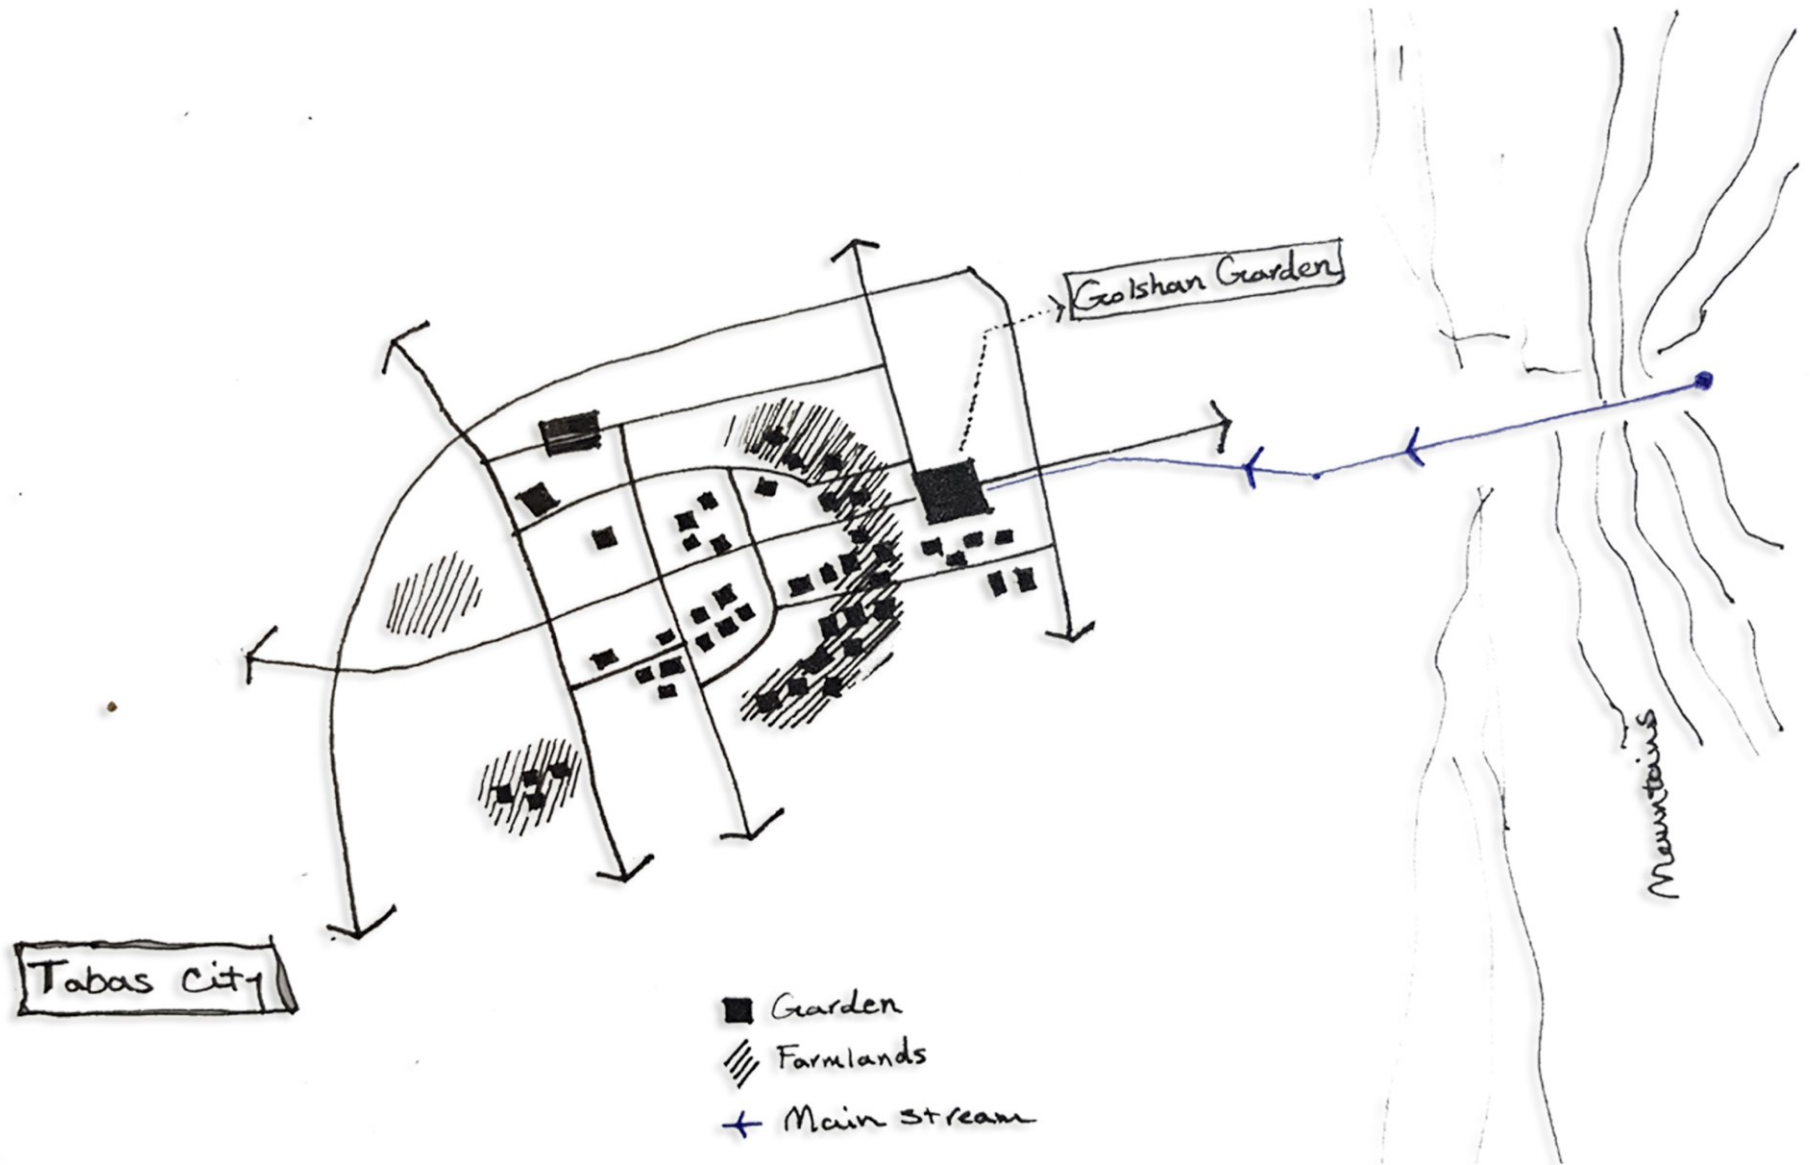 Golshan Garden
Mountains
Tabas City
Garden
Farmlands
Main stream